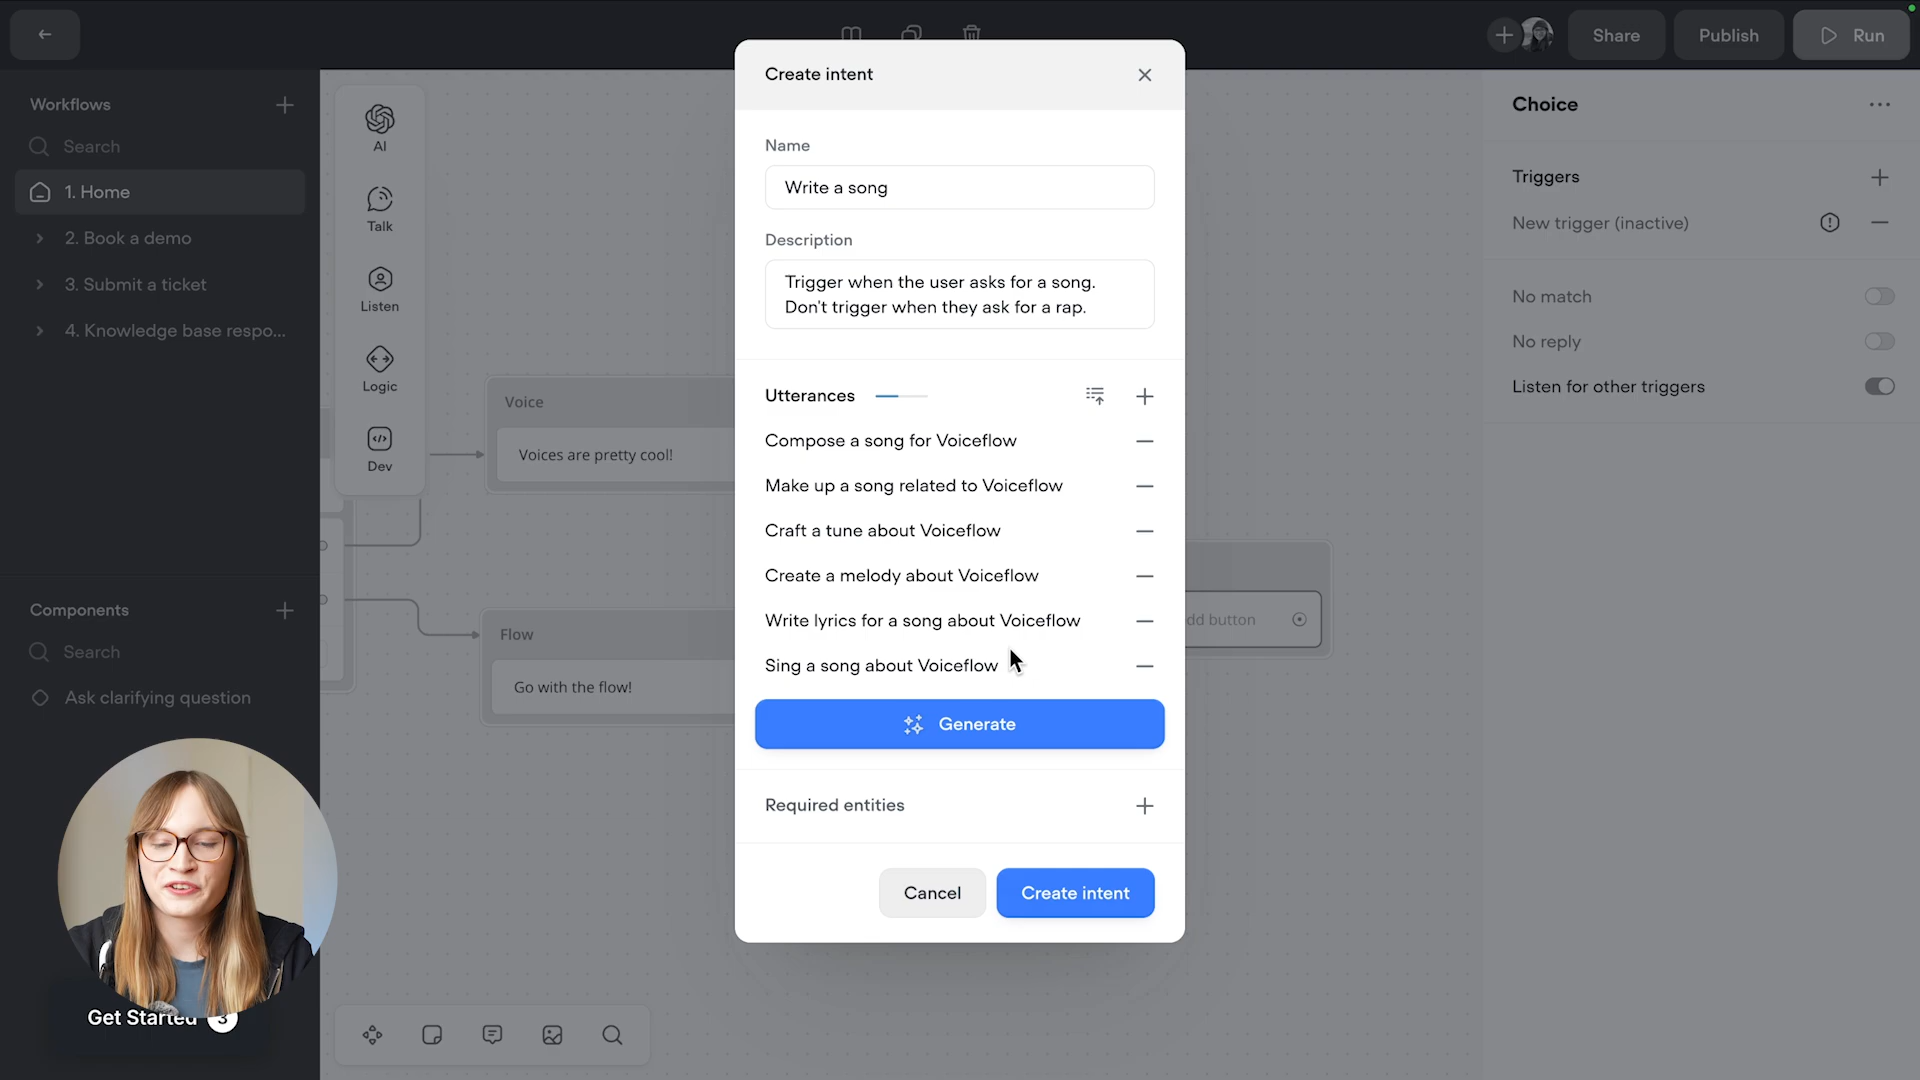 Share
Publish
Run
Workflows
Search
1. Home
2. Book a demo
3. Submit a ticket
4. Knowledge base respo...
Components
Search
Ask clarifying question
Get Started
3
AI
Talk
Listen
Logic
Dev
Voice
Voices are pretty cool!
Flow
Go with the flow!
Create intent
Name
Write a song
Description
Trigger when the user asks for a song.
Don't trigger when they ask for a rap.
Utterances
Compose a song for Voiceflow
Make up a song related to Voiceflow
Craft a tune about Voiceflow
Create a melody about Voiceflow
Write lyrics for a song about Voiceflow
Sing a song about Voiceflow
Generate
Required entities
Cancel
Create intent
dd button
Choice
Triggers
New trigger (inactive)
No match
No reply
Listen for other triggers